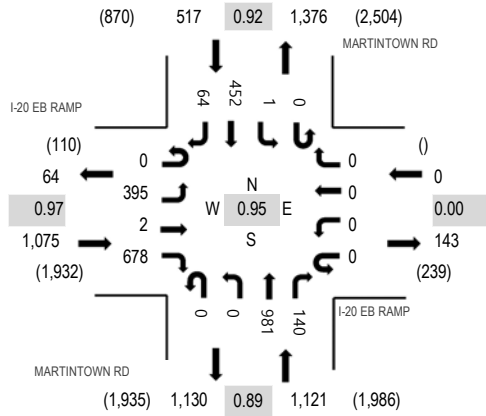 (870) 517 0.92 1,376 (2,504)
MARTINTOWN RD
I-20 EB RAMP
64 452 1 0
(110) 0 0 ()
64 395 0 0
0.97 N 0.00
W 0.95 E
2 S 0
1,075 678 0 143
(1,932) (239)
0 0 981 140
I-20 EB RAMP
MARTINTOWN RD
(1,935) 1,130 0.89 1,121 (1,986)